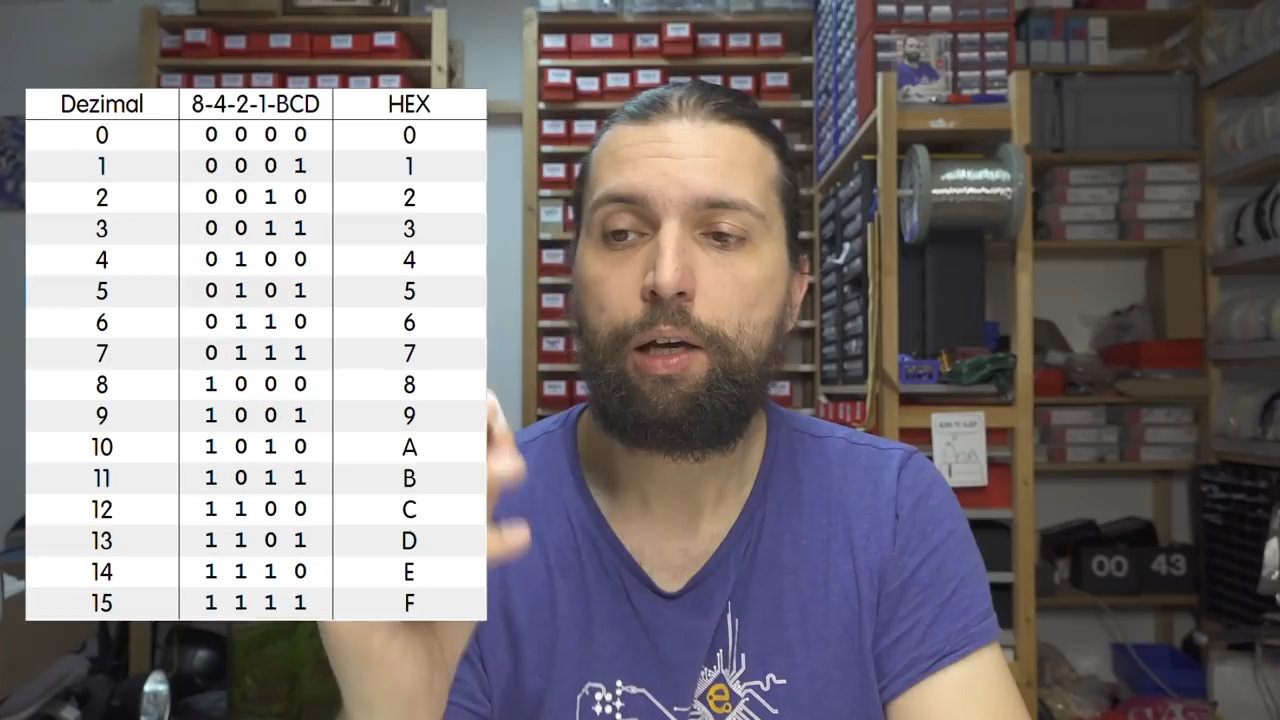 Dezimal 8-4-2-1-BCD HEX
0 0 0 0 0 0
1 0 0 0 1 1
2 0 0 1 0 2
3 0 0 1 1 3
4 0 1 0 0 4
5 0 1 0 1 5
6 0 1 1 0 6
7 0 1 1 1 7
8 1 0 0 0 8
9 1 0 0 1 9
10 1 0 1 0 A
11 1 0 1 1 B
12 1 1 0 0 C
13 1 1 0 1 D
14 1 1 1 0 E
15 1 1 1 1 F
00 43
e